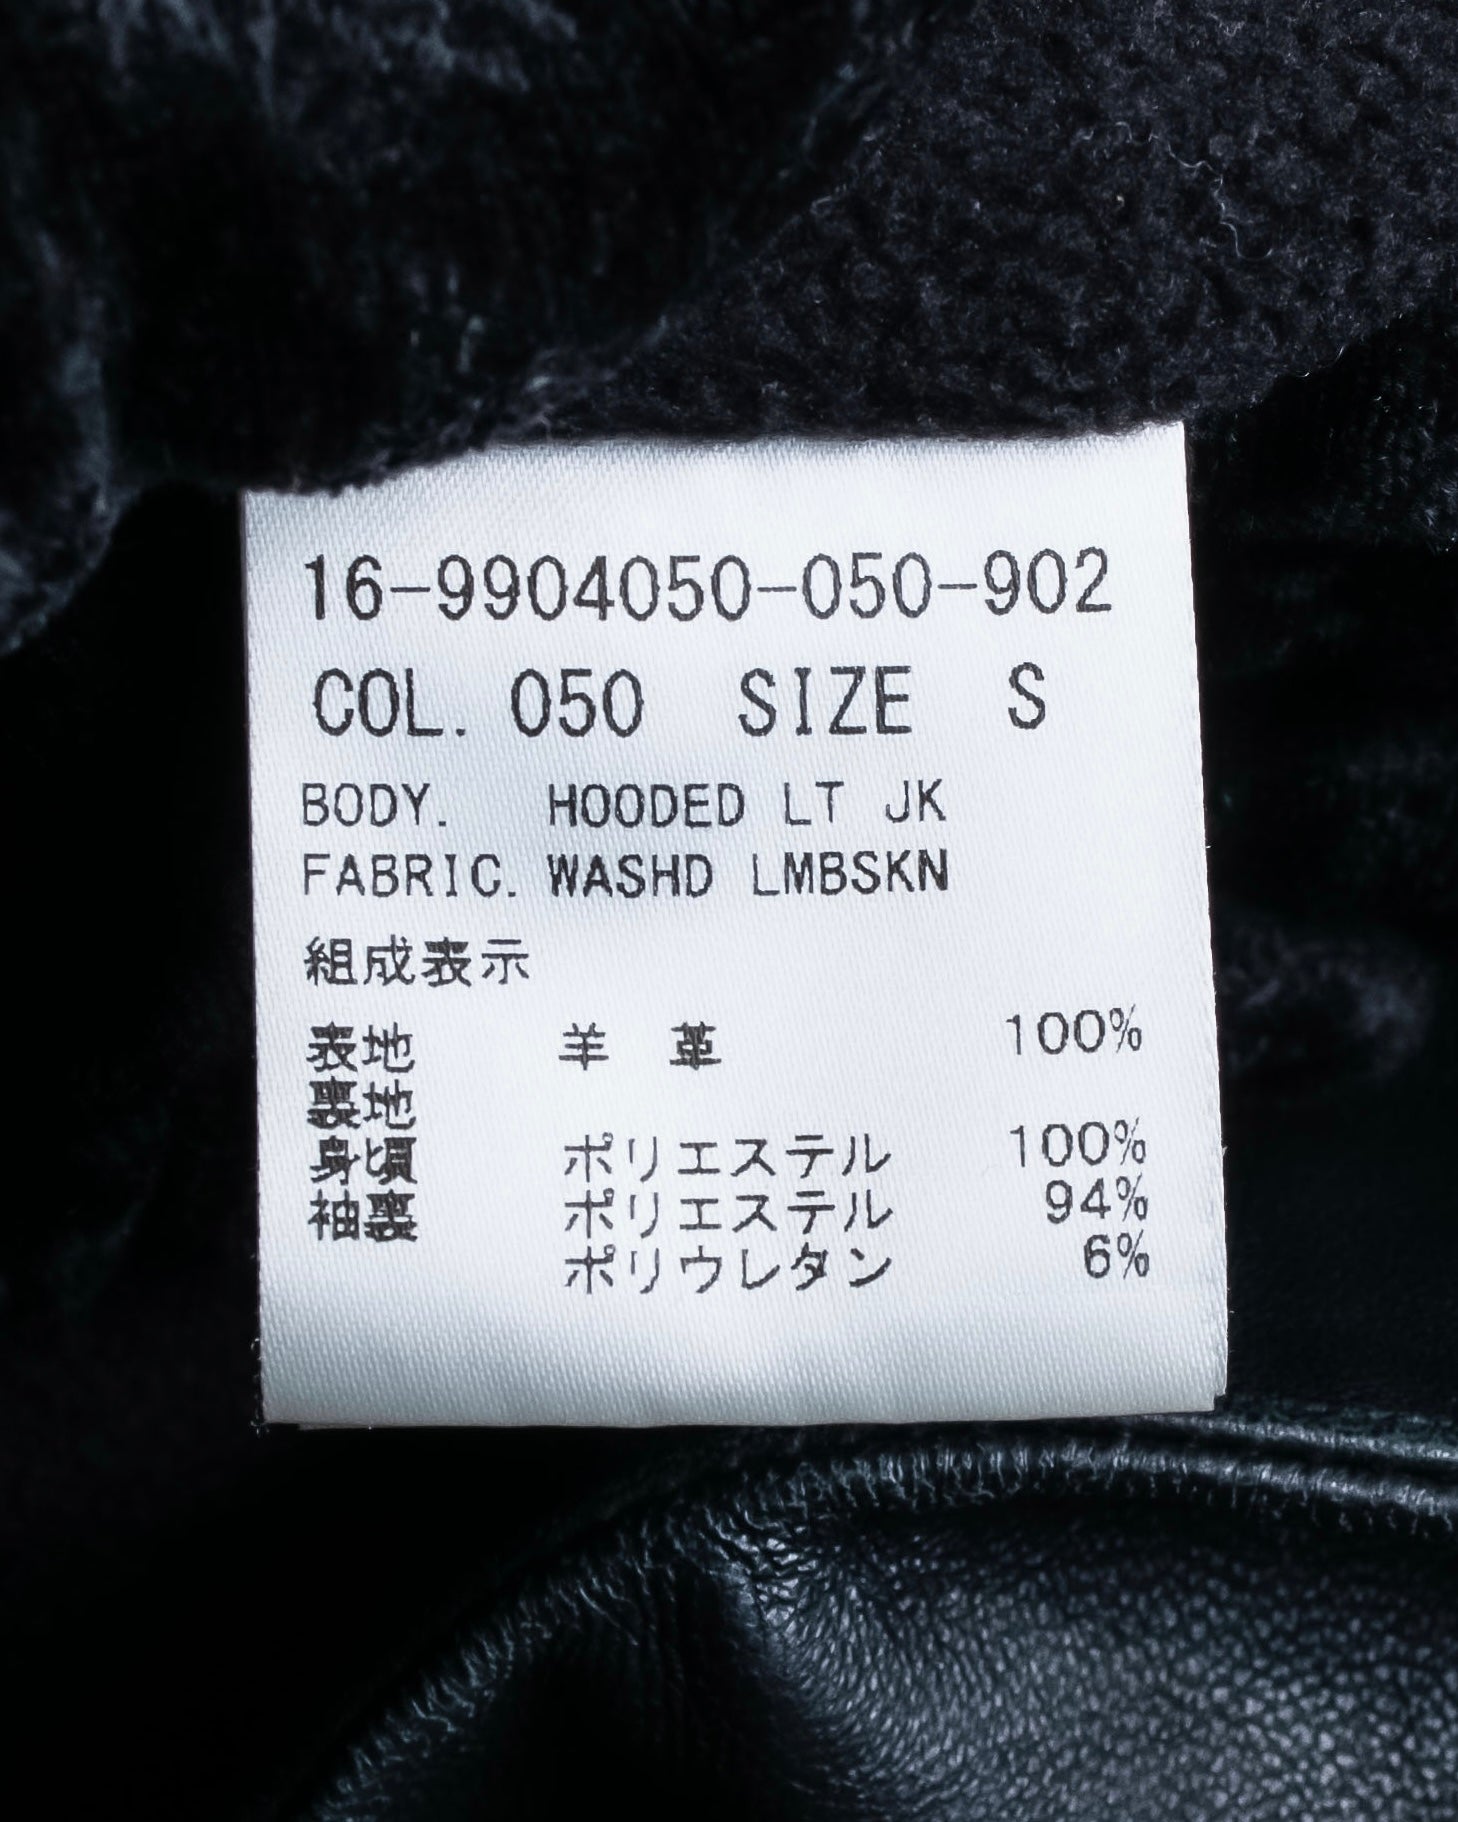 16-9904050-050-902
COL. 050 SIZE S
BODY. HOODED LT JK
FABRIC. WASHD LMBSKN
組成表示
表地 羊 革 100%
裏地
身頃 ポリエステル 100%
袖裏 ポリエステル 94%
ポリウレタン 6%